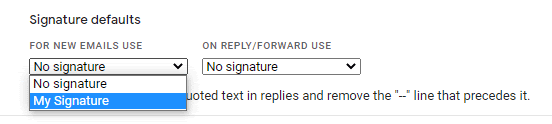 Signature defaults
FOR NEW EMAILS USE ON REPLY/FORWARD USE
No signature No signature
No signature
My Signature
uoted text in replies and remove the "--" line that precedes it.